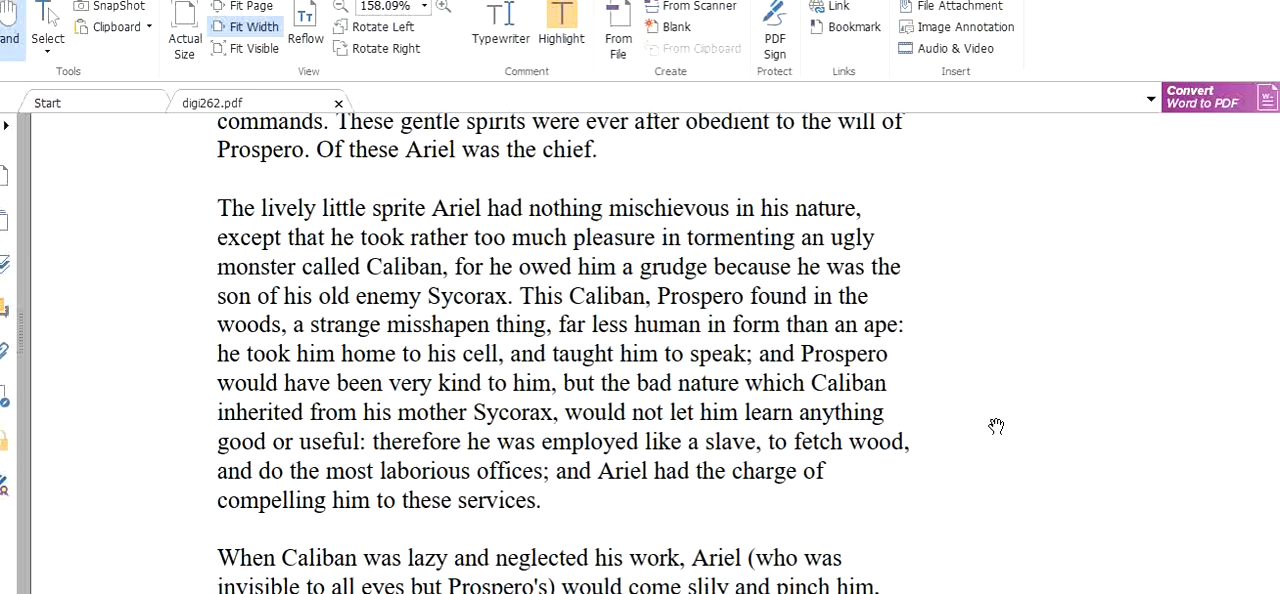 SnapShot
Fit Page
158.09%
From Scanner
Link
File Attachment
Clipboard
Fit Width
Rotate Left
Blank
Bookmark
Image Annotation
and
Select
Actual Size
Fit Visible
Reflow
Rotate Right
Typewriter
Highlight
From File
From Clipboard
PDF Sign
Audio & Video
Tools
View
Comment
Create
Protect
Links
Insert
Start
digi262.pdf
Convert
Word to PDF
commands. These gentle spirits were ever after obedient to the will of
Prospero. Of these Ariel was the chief.
The lively little sprite Ariel had nothing mischievous in his nature,
except that he took rather too much pleasure in tormenting an ugly
monster called Caliban, for he owed him a grudge because he was the
son of his old enemy Sycorax. This Caliban, Prospero found in the
woods, a strange misshapen thing, far less human in form than an ape:
he took him home to his cell, and taught him to speak; and Prospero
would have been very kind to him, but the bad nature which Caliban
inherited from his mother Sycorax, would not let him learn anything
good or useful: therefore he was employed like a slave, to fetch wood,
and do the most laborious offices; and Ariel had the charge of
compelling him to these services.
When Caliban was lazy and neglected his work, Ariel (who was
invisible to all eyes but Prospero's) would come slily and pinch him,